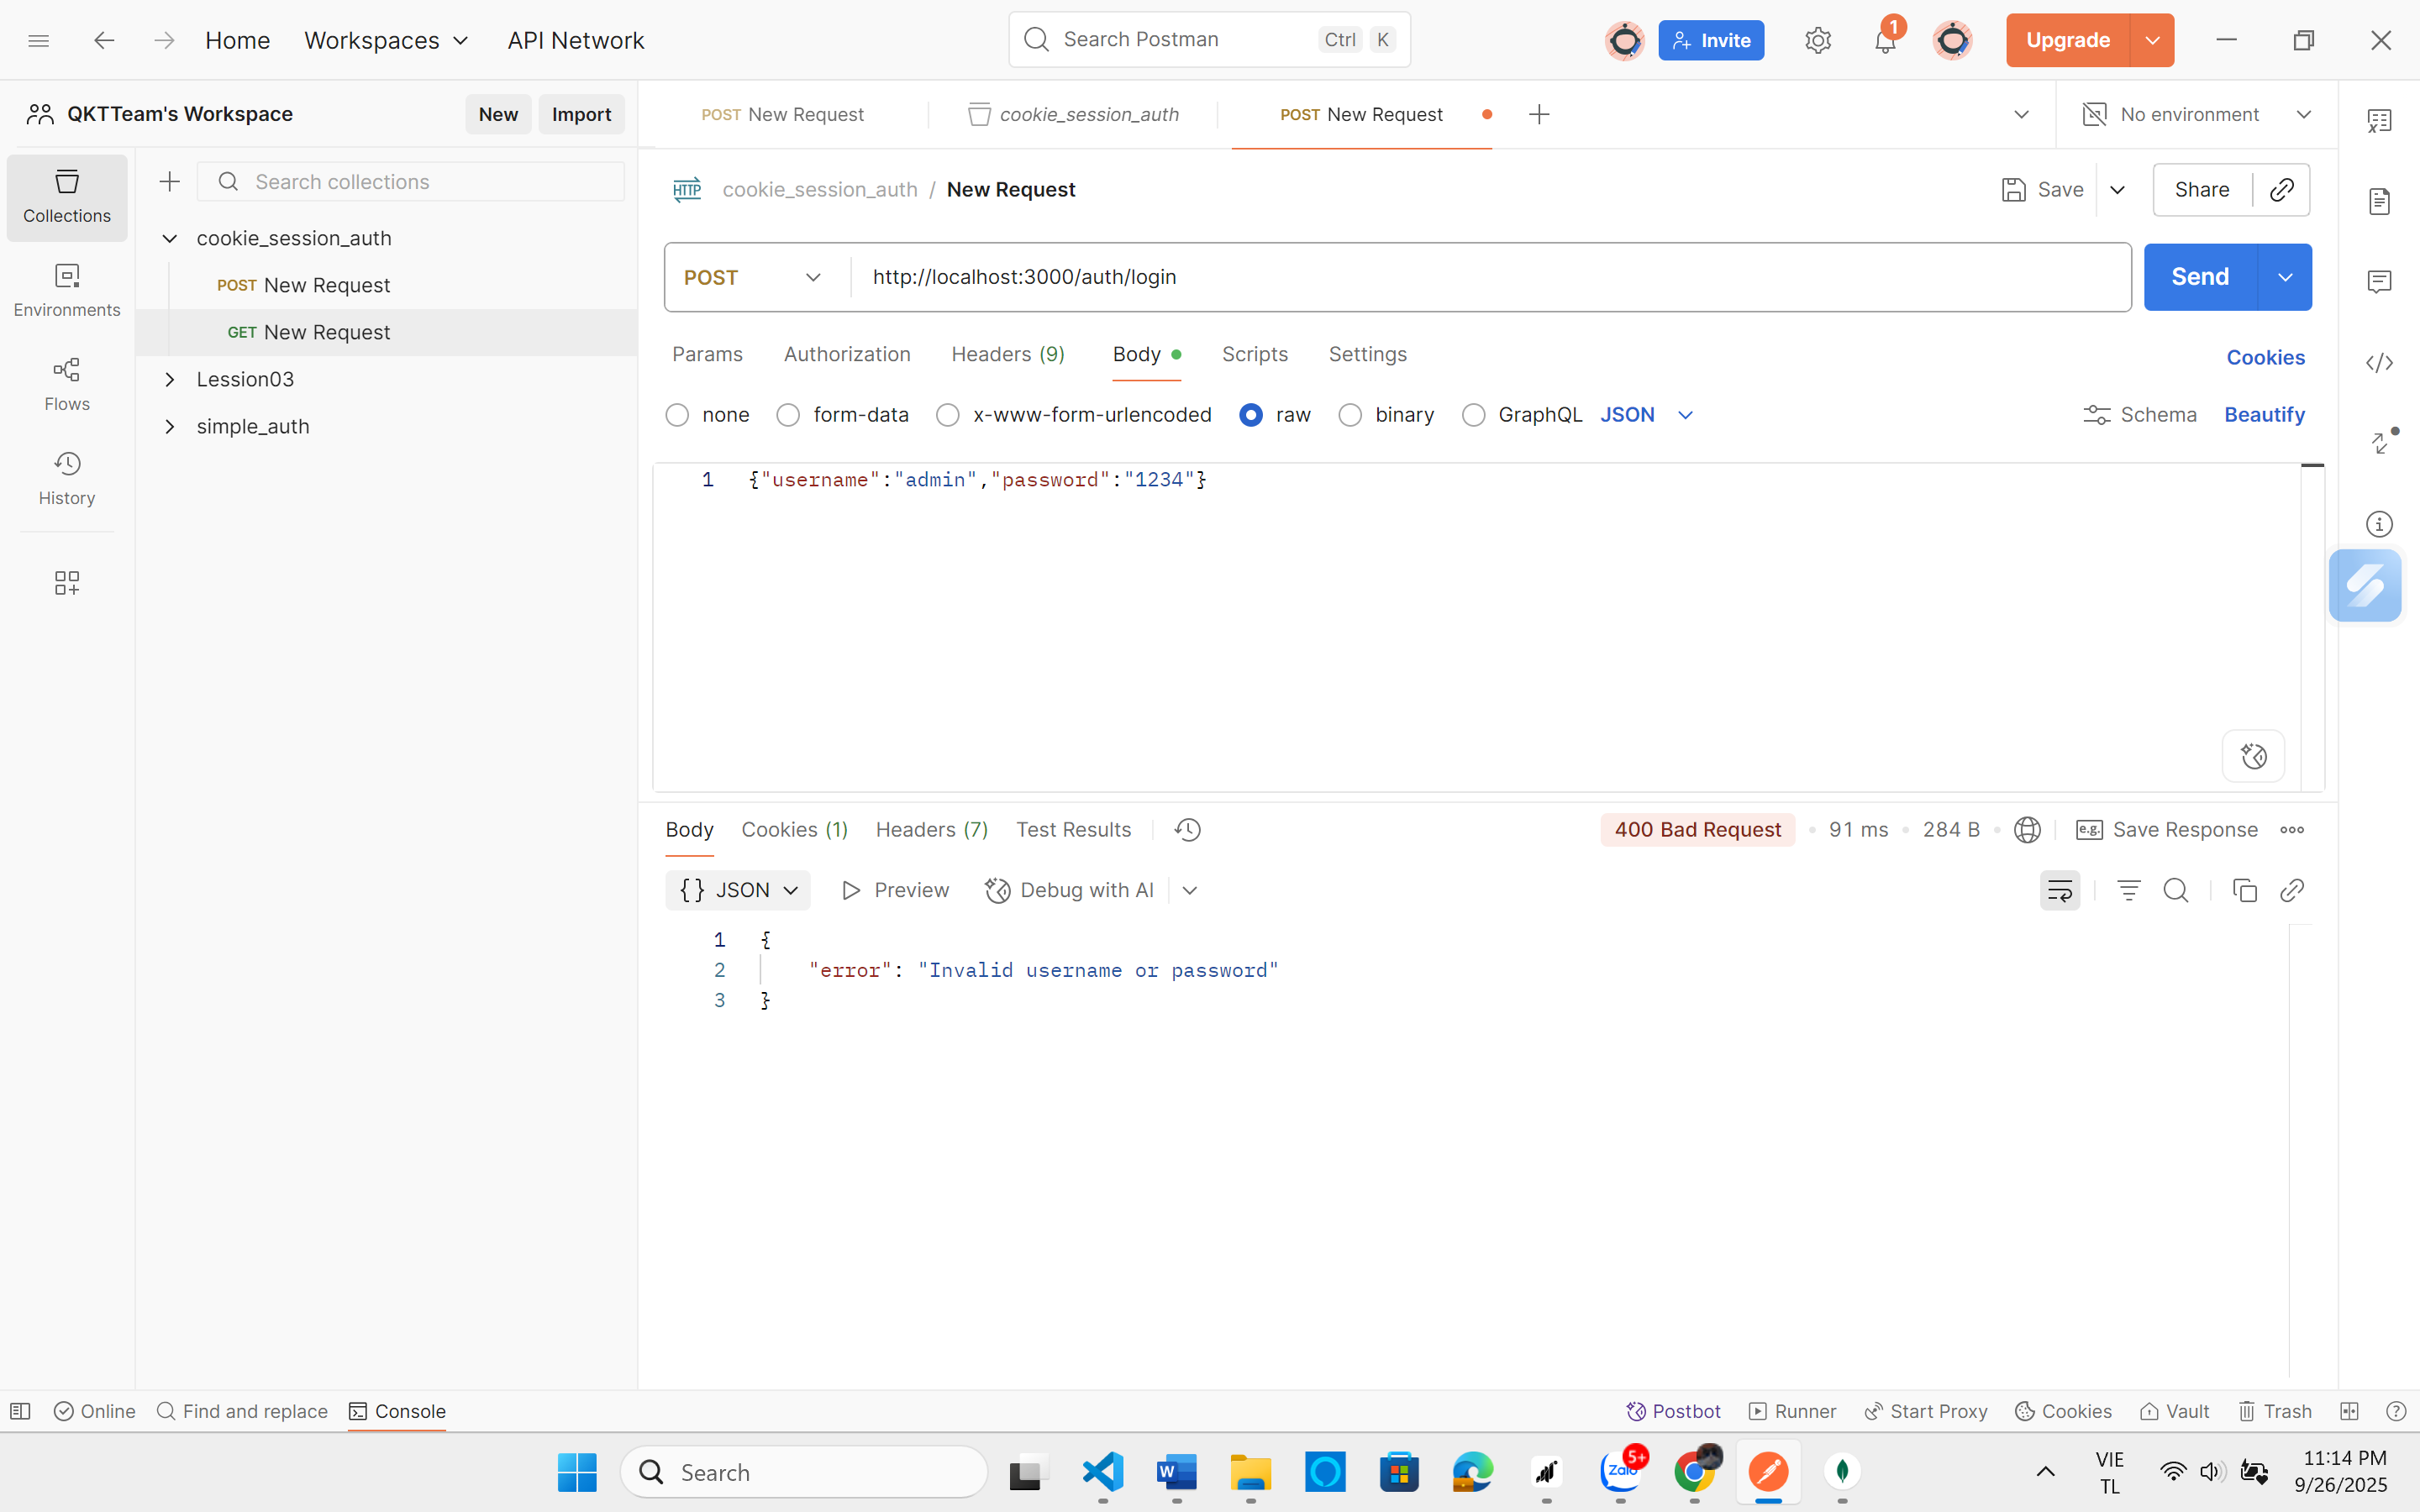 Home Workspaces API Network Search Postman Ctrl K Invite 1 Upgrade
QKTTeam's Workspace New Import POST New Request cookie_session_auth POST New Request No environment
Collections
Environments
Flows
History
Search collections
cookie_session_auth
POST New Request
GET New Request
Lession03
simple_auth
HTTP cookie_session_auth / New Request Save Share
POST http://localhost:3000/auth/login Send
Params Authorization Headers (9) Body Scripts Settings Cookies
none form-data x-www-form-urlencoded raw binary GraphQL JSON Schema Beautify
1 {"username":"admin","password":"1234"}
Body Cookies (1) Headers (7) Test Results 400 Bad Request 91 ms 284 B e.g. Save Response
{} JSON Preview Debug with AI
1 {
2 "error": "Invalid username or password"
3 }
Online Find and replace Console Postbot Runner Start Proxy Cookies Vault Trash
Search W Zalo 5+ VIE 11:14 PM
TL 9/26/2025